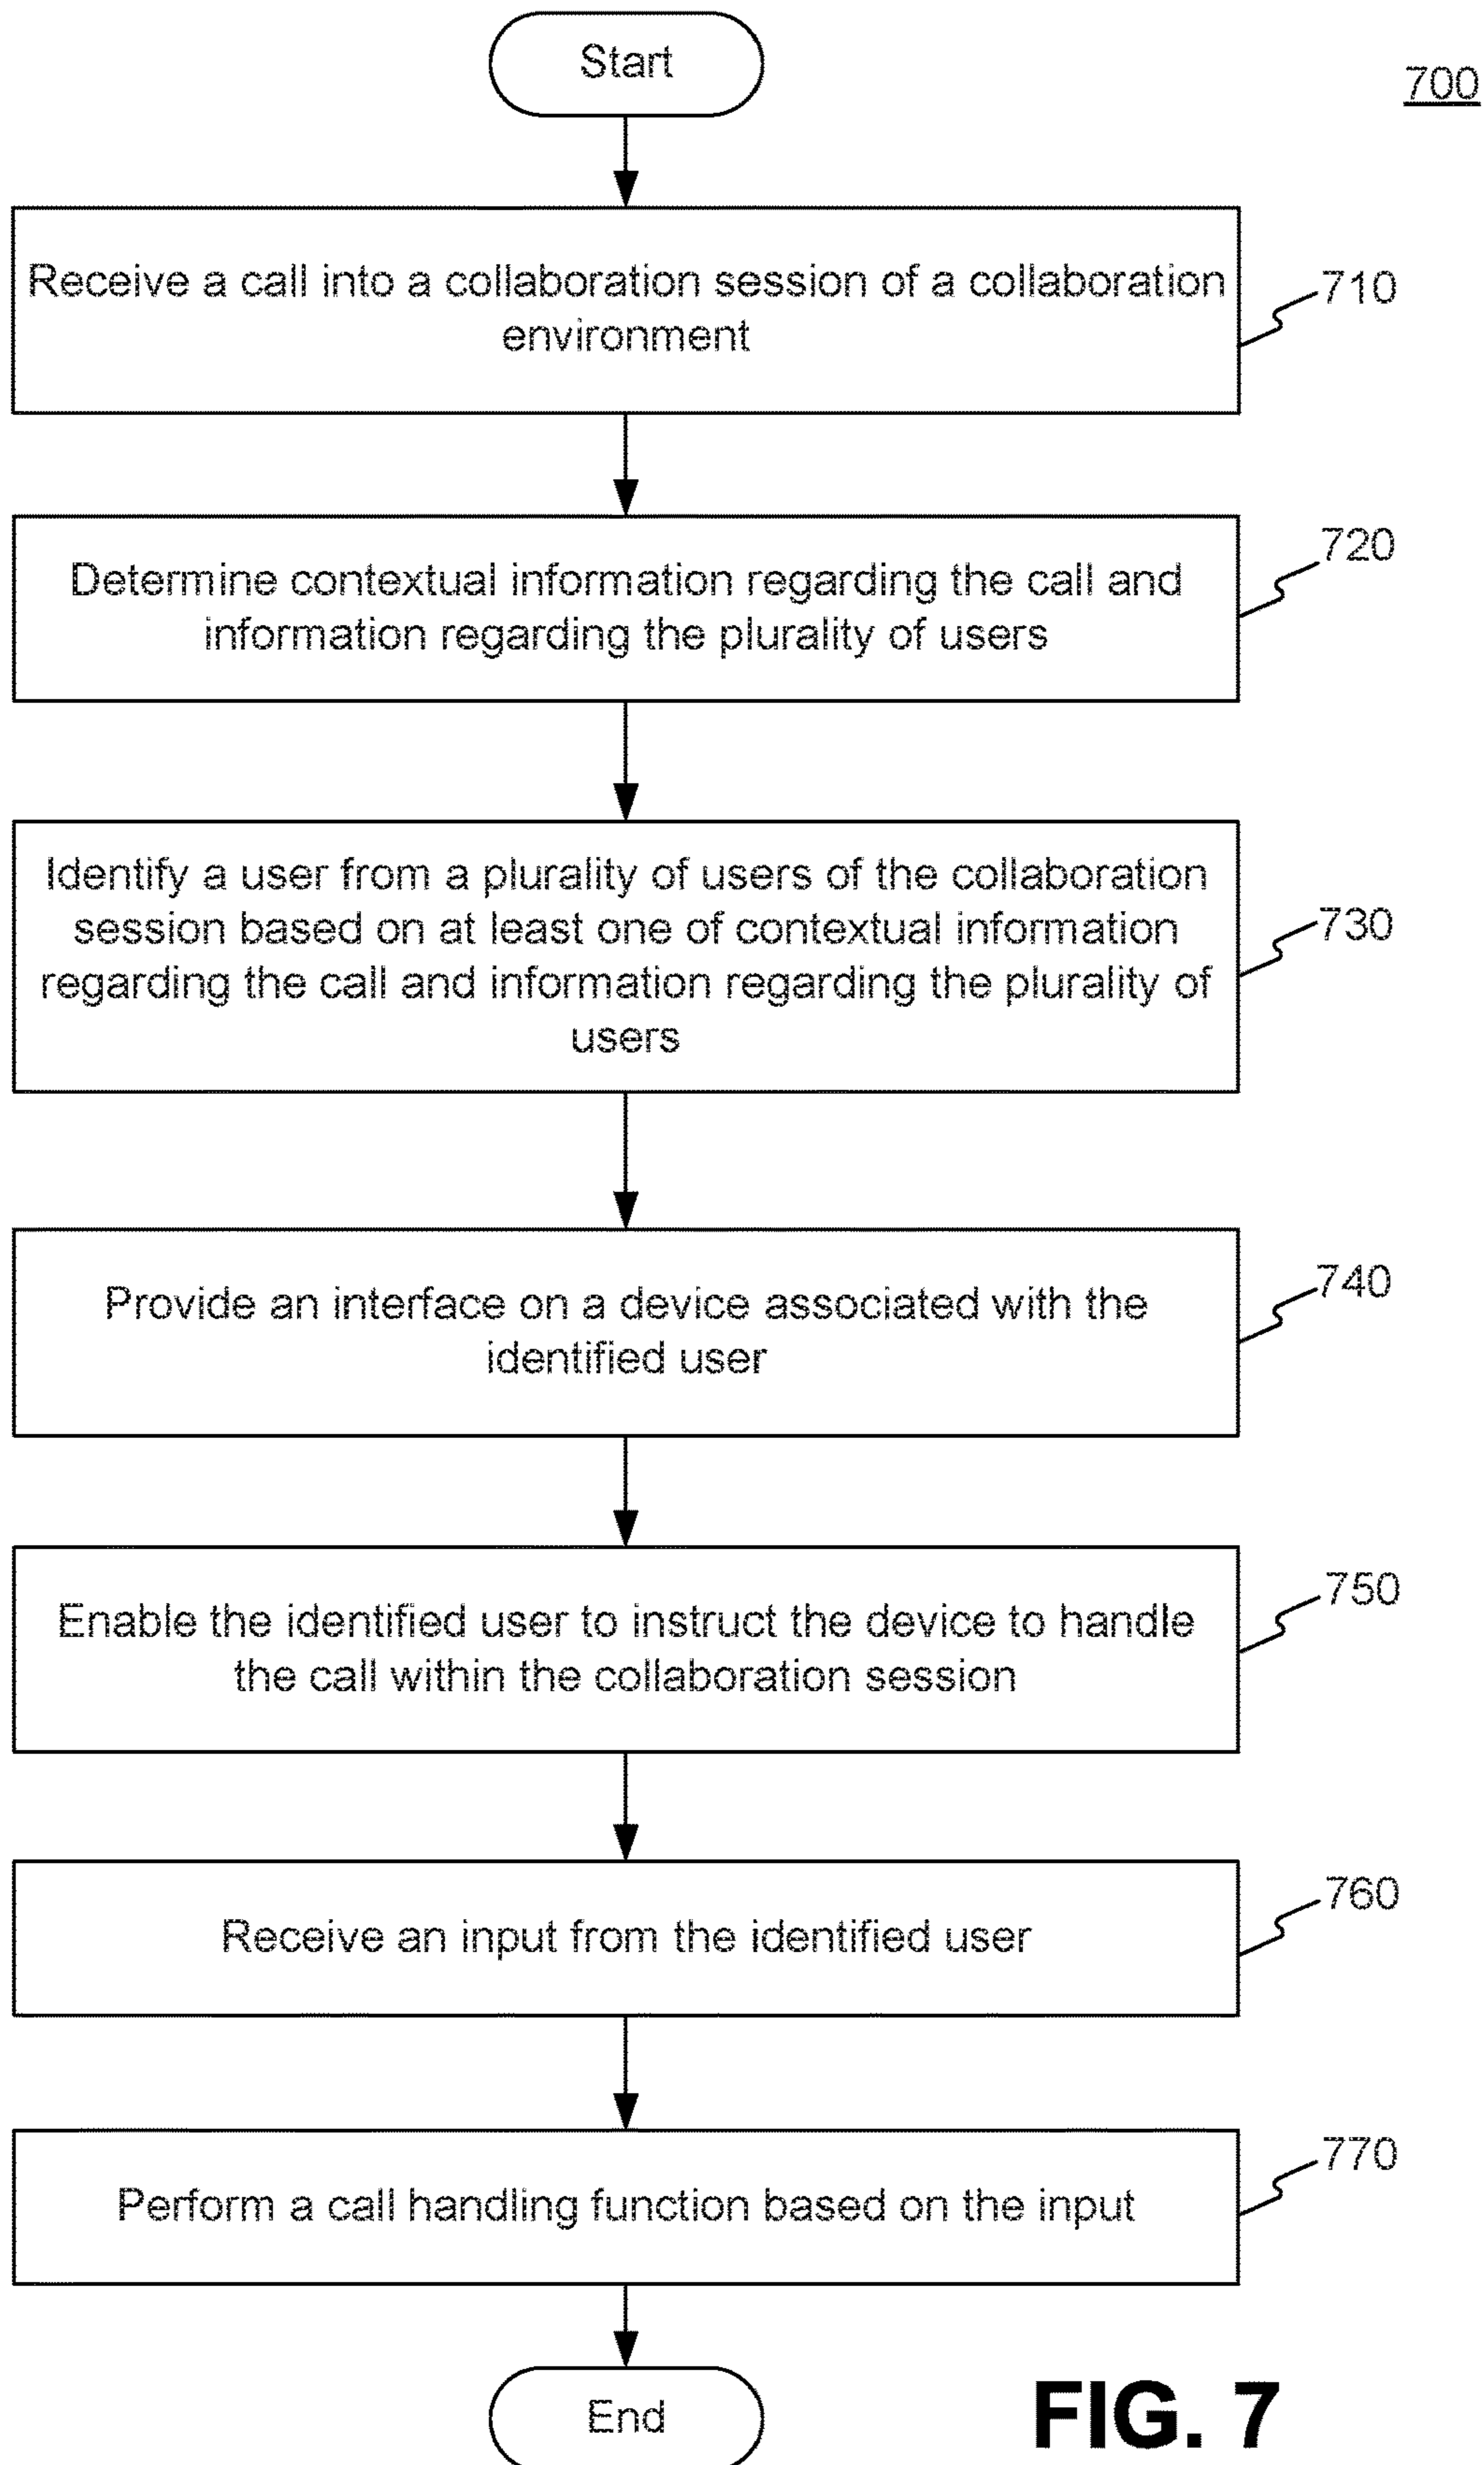 Start
700
Receive a call into a collaboration session of a collaboration
environment
710
Determine contextual information regarding the call and
information regarding the plurality of users
720
Identify a user from a plurality of users of the collaboration
session based on at least one of contextual information
regarding the call and information regarding the plurality of
users
730
Provide an interface on a device associated with the
identified user
740
Enable the identified user to instruct the device to handle
the call within the collaboration session
750
Receive an input from the identified user
760
Perform a call handling function based on the input
770
End
FIG. 7